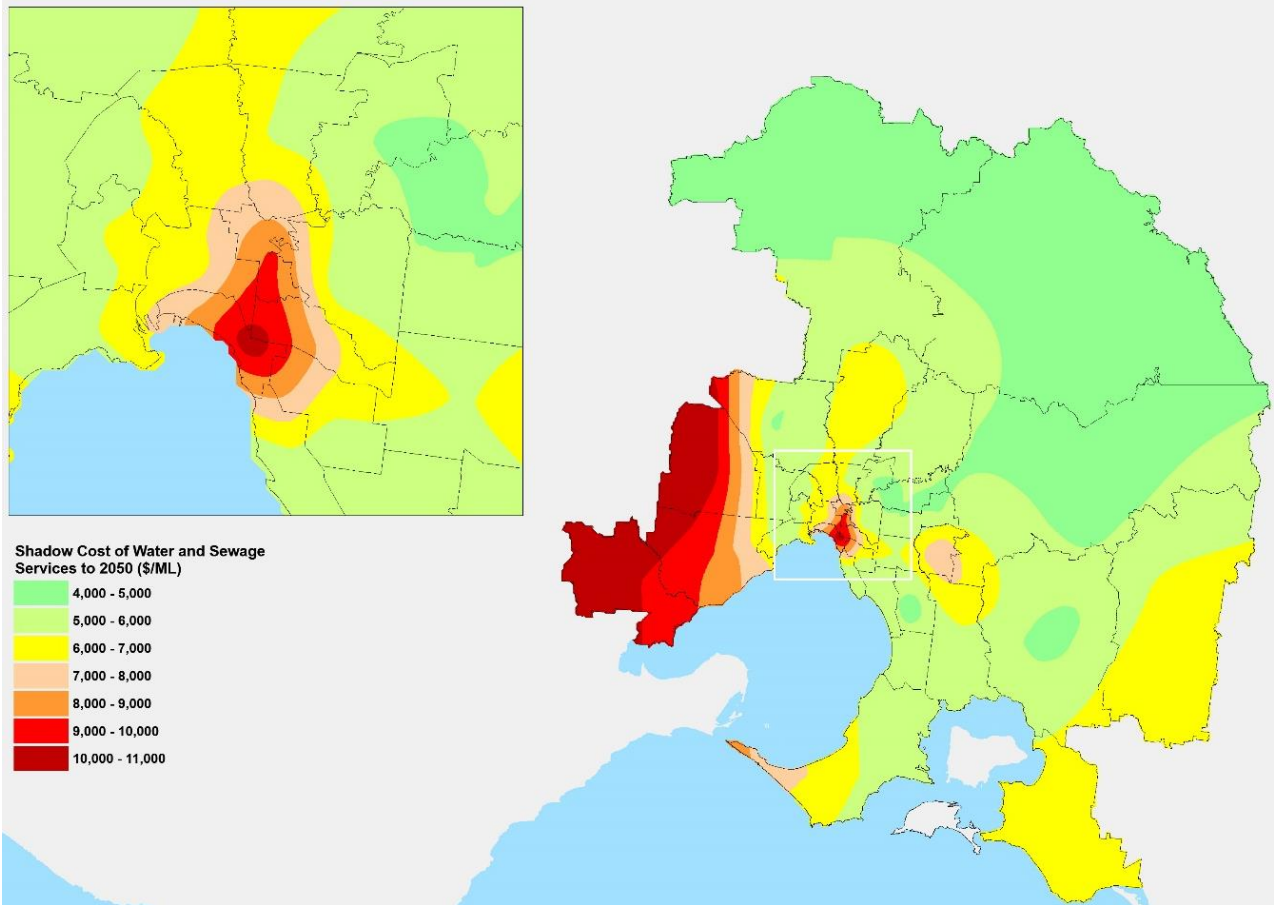 Shadow Cost of Water and Sewage
Services to 2050 ($/ML)
4,000 - 5,000
5,000 - 6,000
6,000 - 7,000
7,000 - 8,000
8,000 - 9,000
9,000 - 10,000
10,000 - 11,000